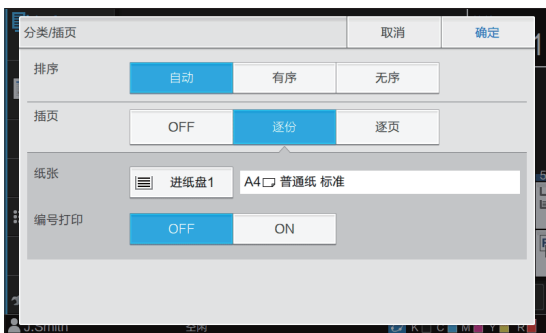 分类/插页 取消 确定
排序 自动 有序 无序
插页 OFF 逐份 逐页
纸张 进纸盘1 A4 普通纸 标准
编号打印 OFF ON
J.Smith 空闲 K C M Y R